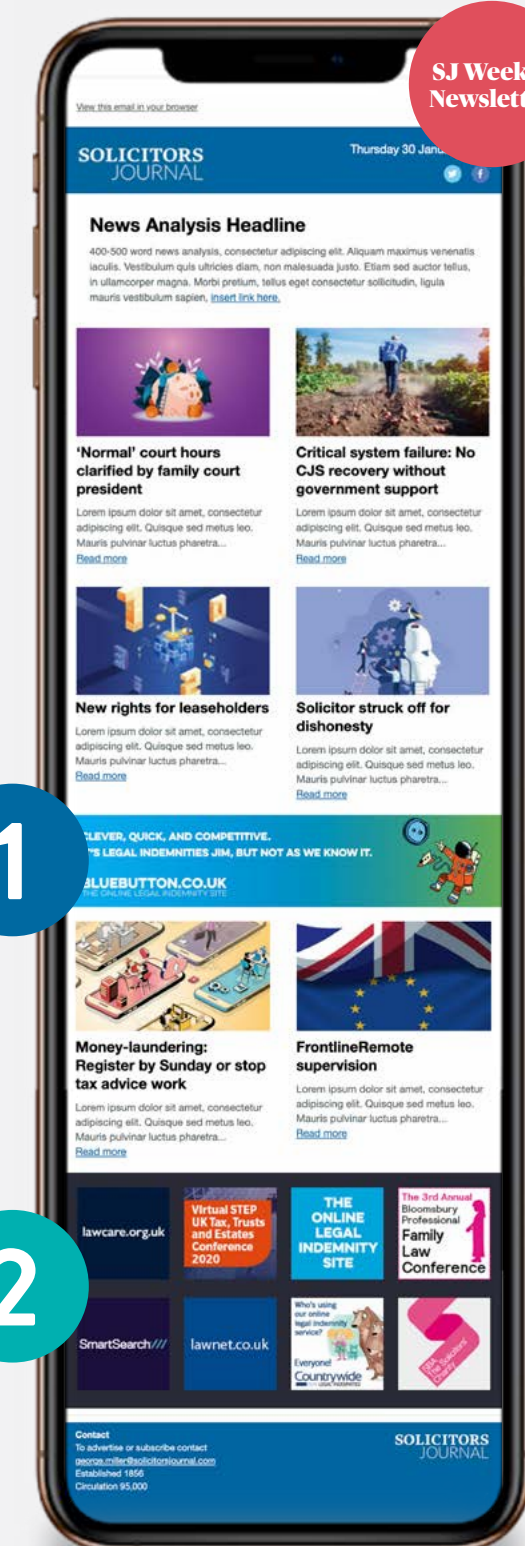 SJ
Newslett
View this email in your browser
SOLICITORS
JOURNAL
Thursday 30
News Analysis Headline
400-500 word news analysis, consectetur adipiscing elit. Aliquam maximus venenatis
iaculis. Vestibulum quis ultricies diam, non malesuada justo. Etiam sed auctor tellus,
in ullamcorper magna. Morbi pretium, tellus eget consectetur sollicitudin, ligula
mauris vestibulum sapien, insert link here.
'Normal' court hours
clarified by family court
president
Lorem ipsum dolor sit amet, consectetur
adipiscing elit. Quisque sed metus leo.
Mauris pulvinar luctus pharetra...
Read more
Critical system failure: No
CJS recovery without
government support
Lorem ipsum dolor sit amet, consectetur
adipiscing elit. Quisque sed metus leo.
Mauris pulvinar luctus pharetra...
Read more
New rights for leaseholders
Lorem ipsum dolor sit amet, consectetur
adipiscing elit. Quisque sed metus leo.
Mauris pulvinar luctus pharetra...
Read more
Solicitor struck off for
dishonesty
Lorem ipsum dolor sit amet, consectetur
adipiscing elit. Quisque sed metus leo.
Mauris pulvinar luctus pharetra...
Read more
1
CLEVER, QUICK, AND COMPETITIVE.
'S LEGAL INDEMNITIES JIM, BUT NOT AS WE KNOW IT.
BLUEBUTTON.CO.UK
THE ONLINE LEGAL INDEMNITY SITE
Money-laundering:
Register by Sunday or stop
tax advice work
Lorem ipsum dolor sit amet, consectetur
adipiscing elit. Quisque sed metus leo.
Mauris pulvinar luctus pharetra...
Read more
FrontlineRemote
supervision
Lorem ipsum dolor sit amet, consectetur
adipiscing elit. Quisque sed metus leo.
Mauris pulvinar luctus pharetra...
Read more
2
lawcare.org.uk
Virtual STEP
UK Tax, Trusts
and Estates
Conference
2020
THE
ONLINE
LEGAL
INDEMNITY
SITE
The 3rd Annual
Bloomsbury
Professional
Family
Law
Conference
SmartSearch///
lawnet.co.uk
Who's using
our online
legal indemnity
service?
Everyone!
Countrywide
LEGAL INDEMNITIES
SBA
The Solicitors'
Charity
Contact
To advertise or subscribe contact
george.miller@solicitorsjournal.com
Established 1856
Circulation 95,000
SOLICITORS
JOURNAL